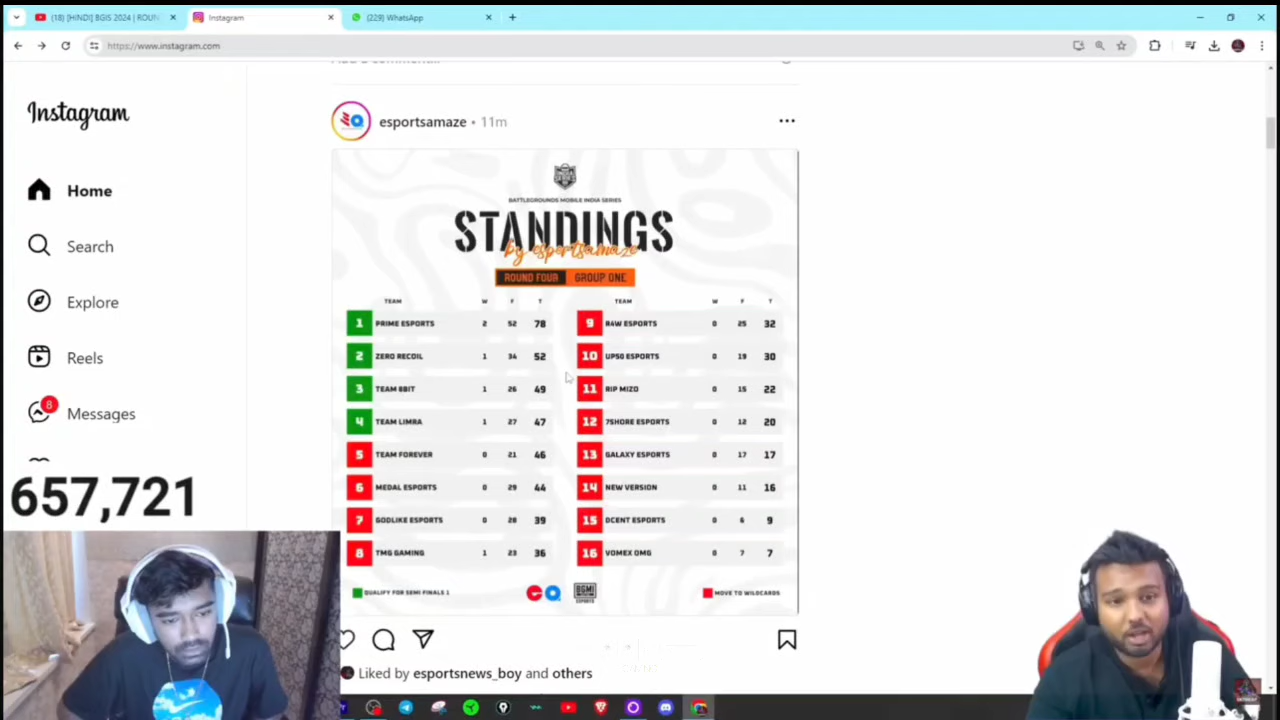 (18) [HINDI] BGIS 2024 | ROUN
Instagram
(229) WhatsApp
https://www.instagram.com
Instagram
Home
Search
Explore
Reels
Messages
8
657,721
esportsamaze • 11m
BATTLEGROUNDS MOBILE INDIA SERIES
STANDINGS
by esportsamaze
ROUND FOUR GROUP ONE
TEAM W F T
1 PRIME ESPORTS 2 52 78
2 ZERO RECOIL 1 34 52
3 TEAM 8BIT 1 26 49
4 TEAM LIMRA 1 27 47
5 TEAM FOREVER 0 21 46
6 MEDAL ESPORTS 0 29 44
7 GODLIKE ESPORTS 0 28 39
8 TMG GAMING 1 23 36
TEAM W F T
9 R4W ESPORTS 0 25 32
10 UPSG ESPORTS 0 19 30
11 RIP MIZO 0 15 22
12 7SHORE ESPORTS 0 12 20
13 GALAXY ESPORTS 0 17 17
14 NEW VERSION 0 11 16
15 DCENT ESPORTS 0 6 9
16 VOMEX OMG 0 7 7
QUALIFY FOR SEMI FINALS 1
BGMI
ESPORTS
MOVE TO WILDCARDS
Liked by esportsnews_boy and others